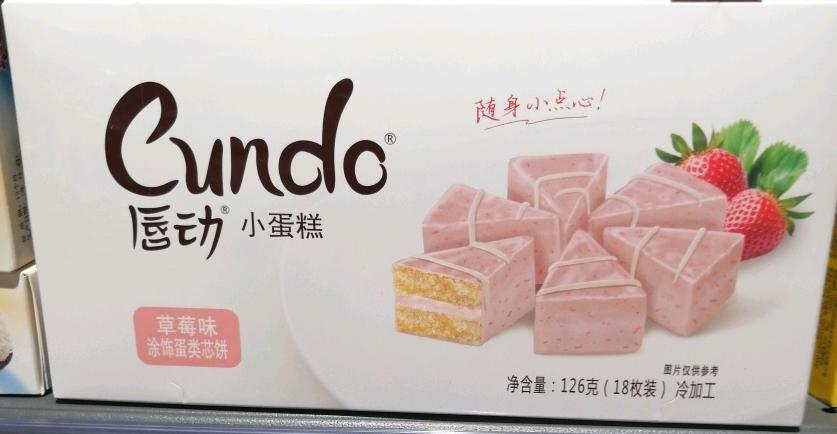 随身小点心!
Cundo®
唇动® 小蛋糕
草莓味
涂饰蛋类芯饼
图片仅供参考
净含量:126克(18枚装) 冷加工